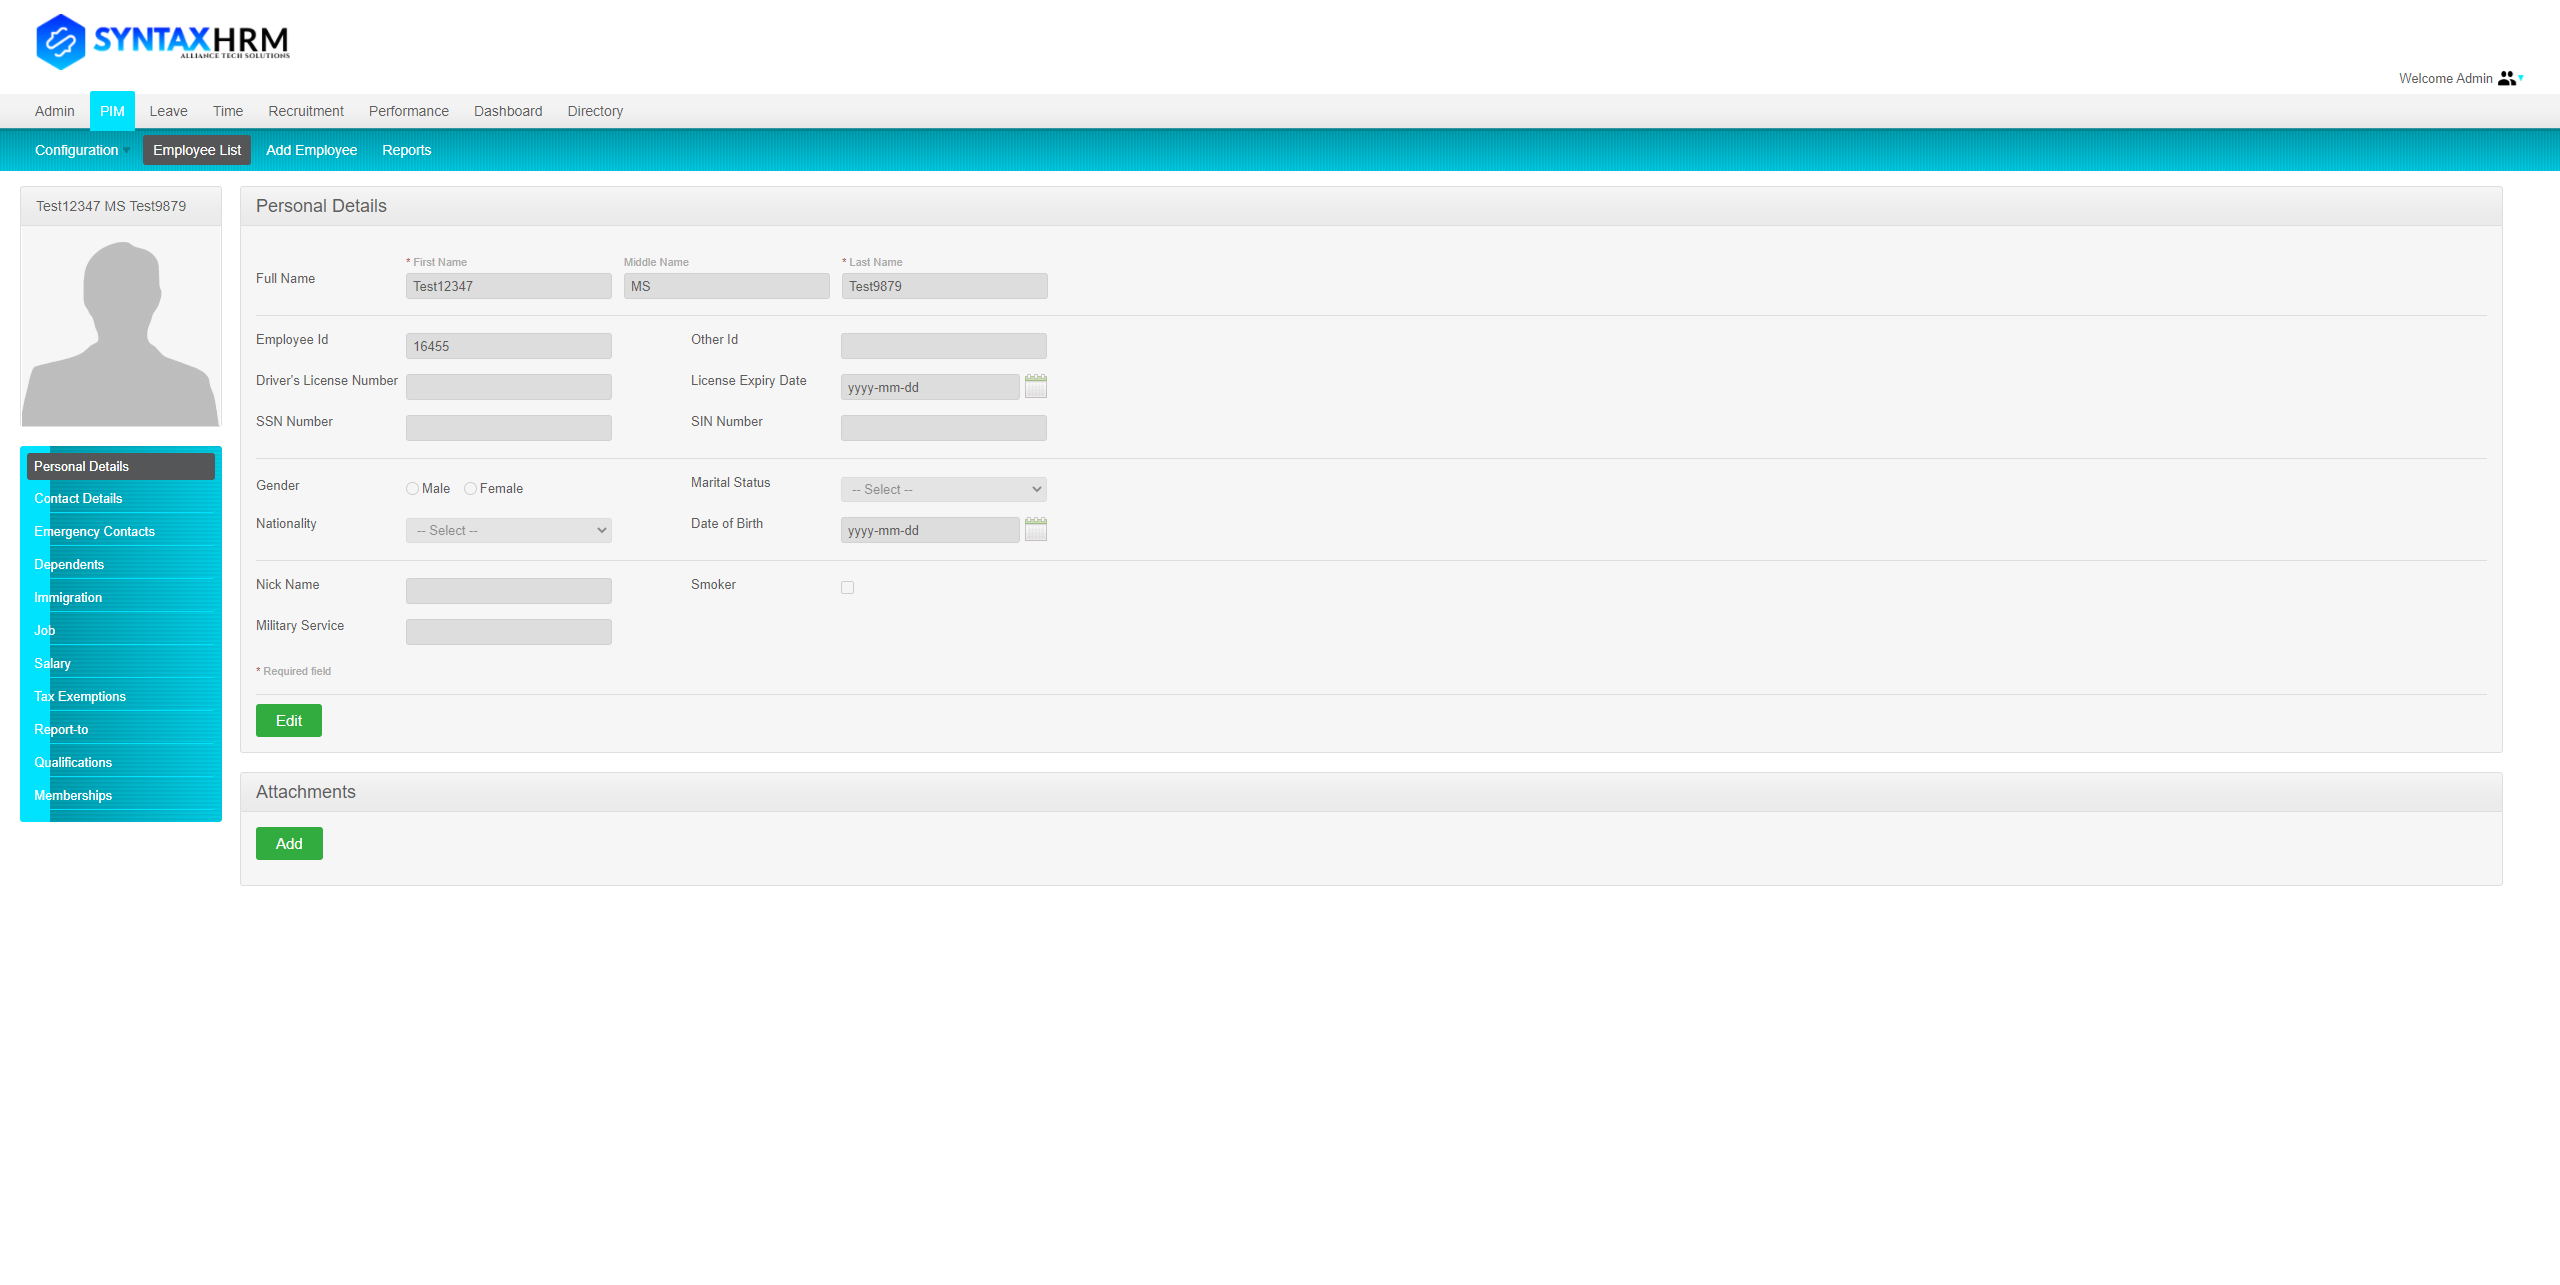 SYNTAXHRM
ALLIANCE TECH SOLUTIONS
Welcome Admin
Admin PIM Leave Time Recruitment Performance Dashboard Directory
Configuration Employee List Add Employee Reports
Test12347 MS Test9879
Personal Details
Contact Details
Emergency Contacts
Dependents
Immigration
Job
Salary
Tax Exemptions
Report-to
Qualifications
Memberships
Personal Details
* First Name Middle Name * Last Name
Full Name Test12347 MS Test9879
Employee Id 16455 Other Id
Driver's License Number License Expiry Date yyyy-mm-dd
SSN Number SIN Number
Gender Male Female Marital Status -- Select --
Nationality -- Select -- Date of Birth yyyy-mm-dd
Nick Name Smoker
Military Service
* Required field
Edit
Attachments
Add